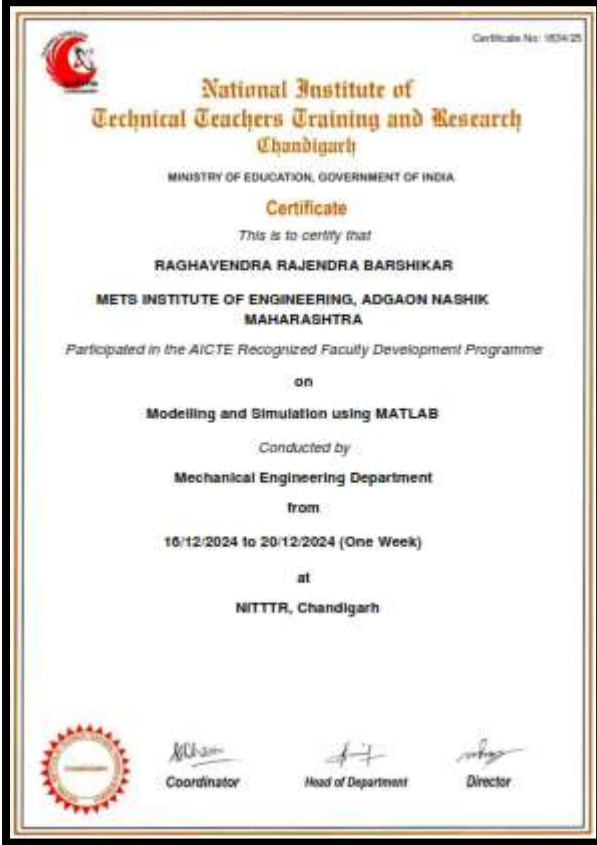 Certificate No: 1834/25
National Institute of
Technical Teachers Training and Research
Chandigarh
MINISTRY OF EDUCATION, GOVERNMENT OF INDIA
Certificate
This is to certify that
RAGHAVENDRA RAJENDRA BARSHIKAR
METS INSTITUTE OF ENGINEERING, ADGAON NASHIK
MAHARASHTRA
Participated in the AICTE Recognized Faculty Development Programme
on
Modelling and Simulation using MATLAB
Conducted by
Mechanical Engineering Department
from
16/12/2024 to 20/12/2024 (One Week)
at
NITTTR, Chandigarh
Coordinator
Head of Department
Director